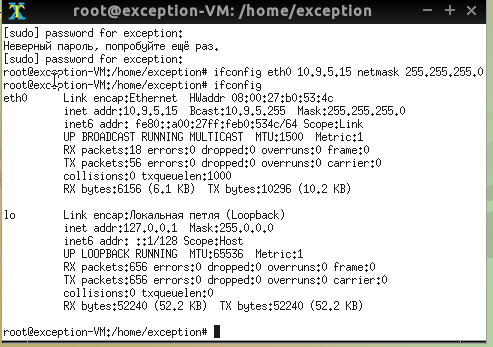 root@exception-VM: /home/exception
[sudo] password for exception:
Неверный пароль, попробуйте ещё раз.
[sudo] password for exception:
root@exception-VM:/home/exception# ifconfig eth0 10.9.5.15 netmask 255.255.255.0
root@exception-VM:/home/exception# ifconfig
eth0 Link encap:Ethernet HWaddr 08:00:27:b0:53:4c
inet addr:10.9.5.15 Bcast:10.9.5.255 Mask:255.255.255.0
inet6 addr: fe80::a00:27ff:feb0:534c/64 Scope:Link
UP BROADCAST RUNNING MULTICAST MTU:1500 Metric:1
RX packets:18 errors:0 dropped:0 overruns:0 frame:0
TX packets:56 errors:0 dropped:0 overruns:0 carrier:0
collisions:0 txqueuelen:1000
RX bytes:6156 (6.1 KB) TX bytes:10296 (10.2 KB)
lo Link encap:Локальная петля (Loopback)
inet addr:127.0.0.1 Mask:255.0.0.0
inet6 addr: ::1/128 Scope:Host
UP LOOPBACK RUNNING MTU:65536 Metric:1
RX packets:656 errors:0 dropped:0 overruns:0 frame:0
TX packets:656 errors:0 dropped:0 overruns:0 carrier:0
collisions:0 txqueuelen:0
RX bytes:52240 (52.2 KB) TX bytes:52240 (52.2 KB)
root@exception-VM:/home/exception#